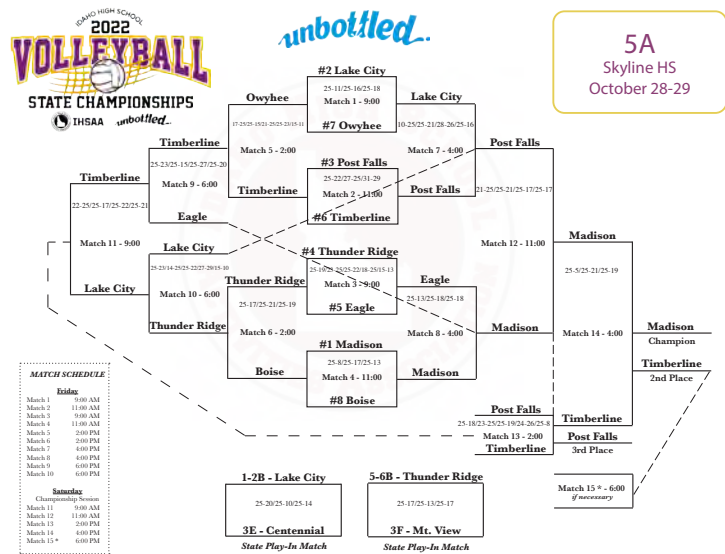 IDAHO HIGH SCHOOL
2022
VOLLEYBALL
STATE CHAMPIONSHIPS
IHSAA unbottled.
unbottled.
5A
Skyline HS
October 28-29
#2 Lake City
25-11/25-16/25-18
Match 1 - 9:00
#7 Owyhee
Owyhee
17-25/25-15/21-25/25-23/15-11
Match 5 - 2:00
Timberline
#3 Post Falls
25-22/27-25/31-29
Match 2 - 11:00
#6 Timberline
Lake City
10-25/25-21/28-26/25-16
Match 7 - 4:00
Post Falls
Timberline
25-23/25-15/25-27/25-20
Match 9 - 6:00
Eagle
Timberline
22-25/25-17/25-22/25-21
Match 11 - 9:00
Lake City
Lake City
25-23/14-25/25-22/27-29/15-10
Match 10 - 6:00
Thunder Ridge
#4 Thunder Ridge
25-19/25-25/25-22/18-25/15-13
Match 3 - 9:00
#5 Eagle
Thunder Ridge
25-17/25-21/25-19
Match 6 - 2:00
Boise
#1 Madison
25-8/25-17/25-13
Match 4 - 11:00
#8 Boise
Eagle
25-13/25-18/25-18
Match 8 - 4:00
Madison
Post Falls
21-25/25-21/25-17/25-17
Match 12 - 11:00
Madison
Madison
25-5/25-21/25-19
Match 14 - 4:00
Timberline
Madison
Champion
Timberline
2nd Place
Post Falls
25-18/23-25/25-19/24-26/25-8
Match 13 - 2:00
Timberline
Post Falls
3rd Place
Match 15 * - 6:00
if necessary
MATCH SCHEDULE
Friday
Match 1 9:00 AM
Match 2 11:00 AM
Match 3 9:00 AM
Match 4 11:00 AM
Match 5 2:00 PM
Match 6 2:00 PM
Match 7 4:00 PM
Match 8 4:00 PM
Match 9 6:00 PM
Match 10 6:00 PM
Saturday
Championship Session
Match 11 9:00 AM
Match 12 11:00 AM
Match 13 2:00 PM
Match 14 4:00 PM
Match 15 * 6:00 PM
1-2B - Lake City
25-20/25-10/25-14
3E - Centennial
State Play-In Match
5-6B - Thunder Ridge
25-17/25-13/25-17
3F - Mt. View
State Play-In Match